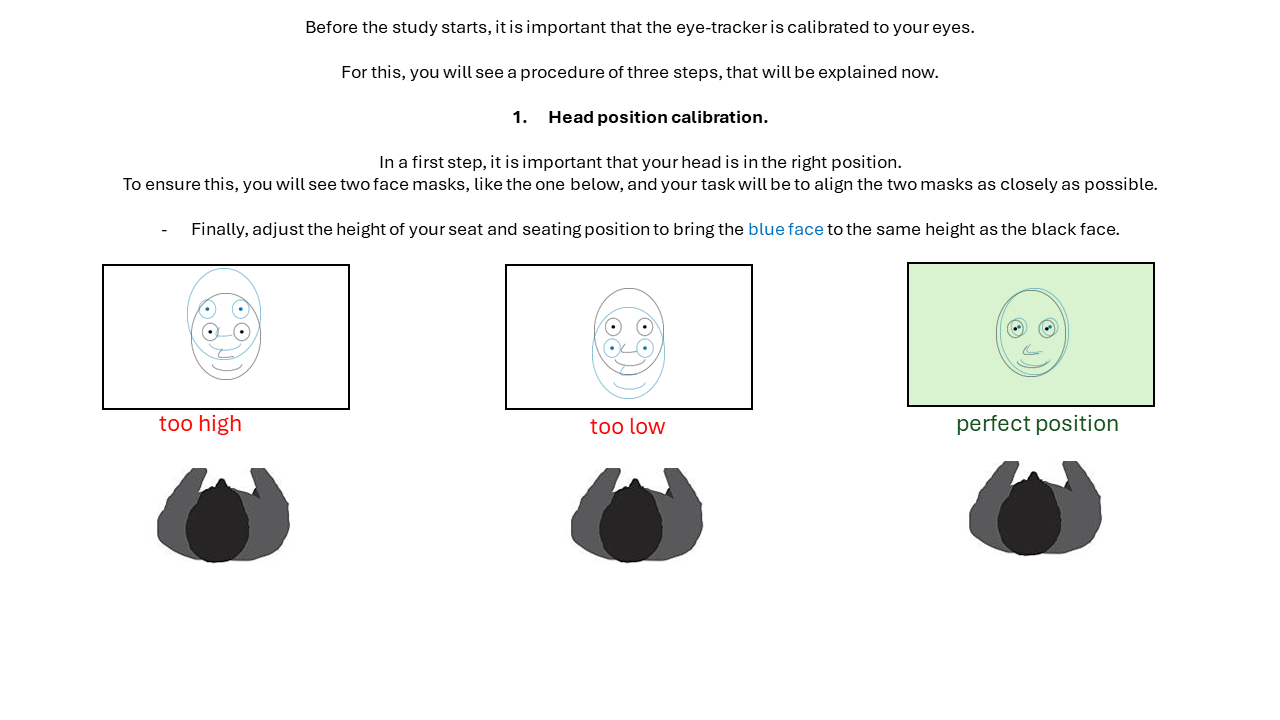 Before the study starts, it is important that the eye-tracker is calibrated to your eyes.
For this, you will see a procedure of three steps, that will be explained now.
1. Head position calibration.
In a first step, it is important that your head is in the right position.
To ensure this, you will see two face masks, like the one below, and your task will be to align the two masks as closely as possible.
- Finally, adjust the height of your seat and seating position to bring the blue face to the same height as the black face.
too high
too low
perfect position